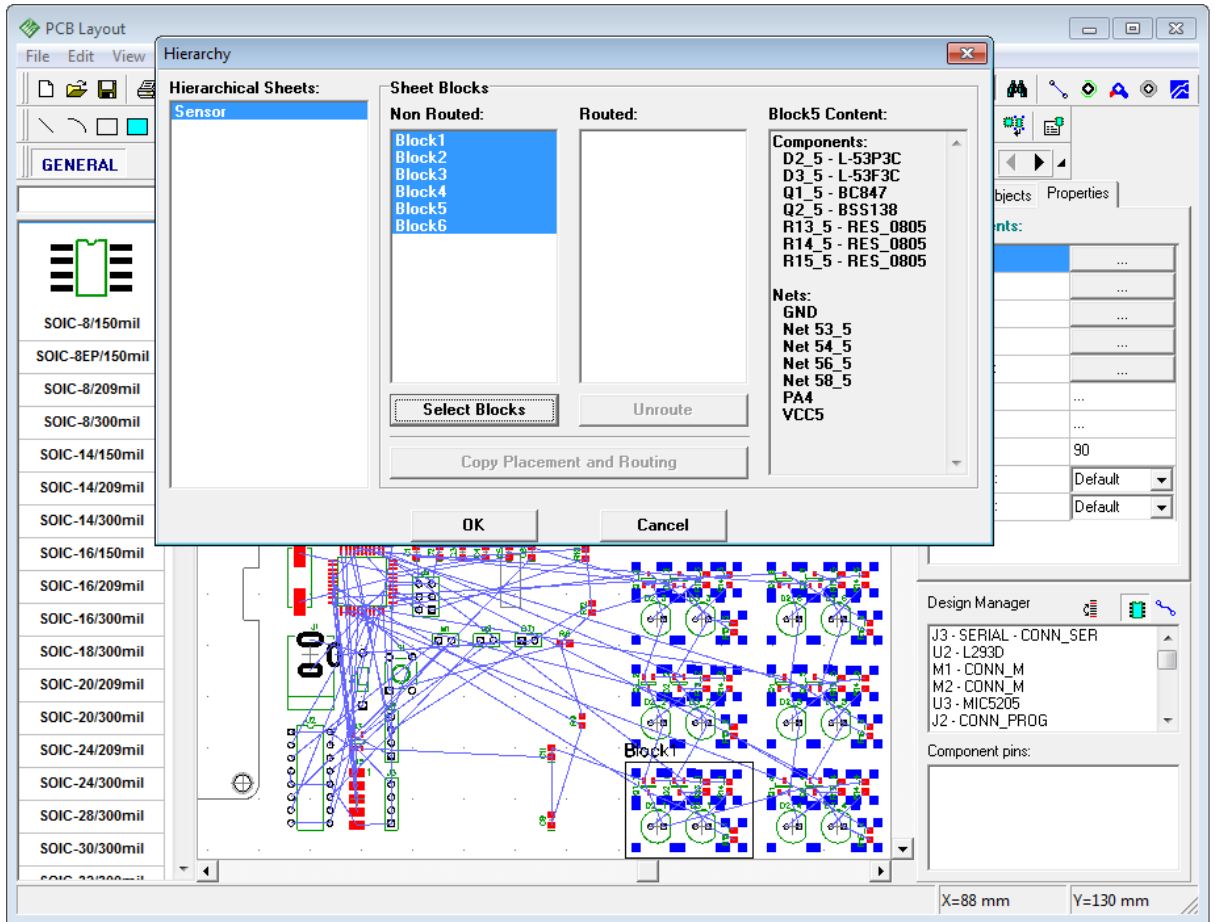 PCB Layout
File Edit View
Hierarchy
Hierarchical Sheets:
Sensor
Sheet Blocks
Non Routed:
Block1
Block2
Block3
Block4
Block5
Block6
Select Blocks
Routed:
Unroute
Copy Placement and Routing
Block5 Content:
Components:
D2_5 - L-53P3C
D3_5 - L-53F3C
Q1_5 - BC847
Q2_5 - BSS138
R13_5 - RES_0805
R14_5 - RES_0805
R15_5 - RES_0805
Nets:
GND
Net 53_5
Net 54_5
Net 56_5
Net 58_5
PA4
VCC5
OK
Cancel
GENERAL
SOIC-8/150mil
SOIC-8EP/150mil
SOIC-8/209mil
SOIC-8/300mil
SOIC-14/150mil
SOIC-14/209mil
SOIC-14/300mil
SOIC-16/150mil
SOIC-16/209mil
SOIC-16/300mil
SOIC-18/300mil
SOIC-20/209mil
SOIC-20/300mil
SOIC-24/209mil
SOIC-24/300mil
SOIC-28/300mil
SOIC-30/300mil
Block1
bjects Properties
nts:
...
...
...
...
...
...
...
90
Default
Default
Design Manager
J3 - SERIAL - CONN_SER
U2 - L293D
M1 - CONN_M
M2 - CONN_M
U3 - MIC5205
J2 - CONN_PROG
Component pins:
X=88 mm
Y=130 mm